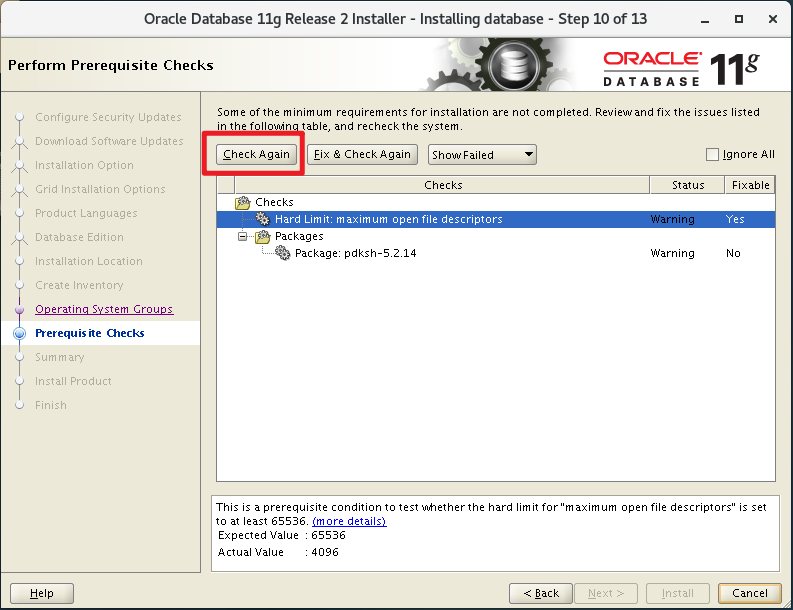 Oracle Database 11g Release 2 Installer - Installing database - Step 10 of 13
Perform Prerequisite Checks
ORACLE
DATABASE
11g
Configure Security Updates
Download Software Updates
Installation Option
Grid Installation Options
Product Languages
Database Edition
Installation Location
Create Inventory
Operating System Groups
Prerequisite Checks
Summary
Install Product
Finish
Some of the minimum requirements for installation are not completed. Review and fix the issues listed
in the following table, and recheck the system.
Check Again
Fix & Check Again
Show Failed
Ignore All
Checks Status Fixable
Checks
Hard Limit: maximum open file descriptors Warning Yes
Packages
Package: pdksh-5.2.14 Warning No
This is a prerequisite condition to test whether the hard limit for "maximum open file descriptors" is set
to at least 65536. (more details)
Expected Value : 65536
Actual Value : 4096
Help
< Back
Next >
Install
Cancel